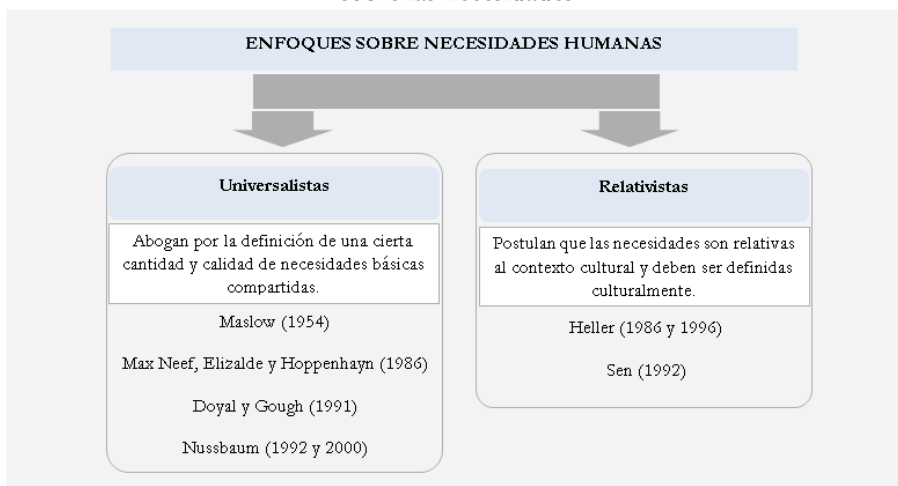 ENFOQUES SOBRE NECESIDADES HUMANAS
Universalistas
Abogan por la definición de una cierta
cantidad y calidad de necesidades básicas
compartidas.
Maslow (1954)
Max Neef, Elizalde y Hoppenhayn (1986)
Doyal y Gough (1991)
Nussbaum (1992 y 2000)
Relativistas
Postulan que las necesidades son relativas
al contexto cultural y deben ser definidas
culturalmente.
Heller (1986 y 1996)
Sen (1992)